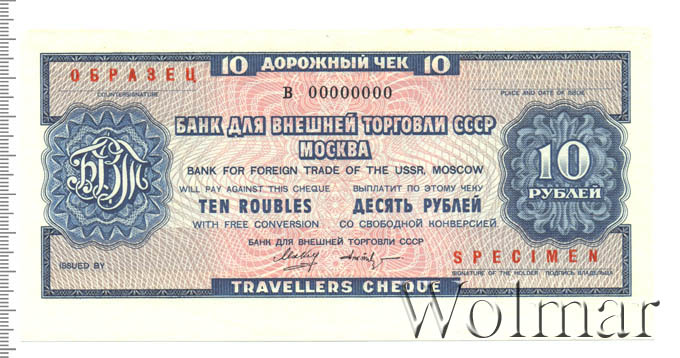 10 ДОРОЖНЫЙ ЧЕК 10
ОБРАЗЕЦ
COUNTERSIGNATURE
В 00000000
PLACE AND DATE OF ISSUE
БАНК ДЛЯ ВНЕШНЕЙ ТОРГОВЛИ СССР
МОСКВА
BANK FOR FOREIGN TRADE OF THE USSR, MOSCOW
WILL PAY AGAINST THIS CHEQUE ВЫПЛАТИТ ПО ЭТОМУ ЧЕКУ
TEN ROUBLES ДЕСЯТЬ РУБЛЕЙ
WITH FREE CONVERSION СО СВОБОДНОЙ КОНВЕРСИЕЙ
БАНК ДЛЯ ВНЕШНЕЙ ТОРГОВЛИ СССР
БВТ
10
РУБЛЕЙ
ISSUED BY
SPECIMEN
SIGNATURE OF THE HOLDER ПОДПИСЬ ВЛАДЕЛЬЦА
TRAVELLERS CHEQUE
Wolmar